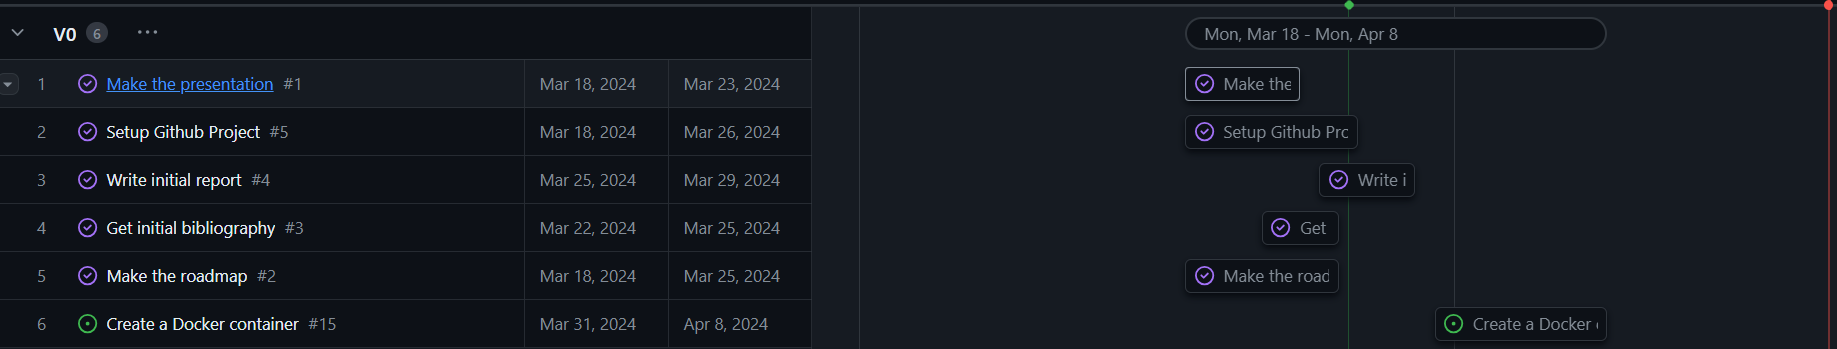 V0 6 ...
Mon, Mar 18 - Mon, Apr 8
1 Make the presentation #1 Mar 18, 2024 Mar 23, 2024 Make the
2 Setup Github Project #5 Mar 18, 2024 Mar 26, 2024 Setup Github Pro
3 Write initial report #4 Mar 25, 2024 Mar 29, 2024 Write i
4 Get initial bibliography #3 Mar 22, 2024 Mar 25, 2024 Get
5 Make the roadmap #2 Mar 18, 2024 Mar 25, 2024 Make the road
6 Create a Docker container #15 Mar 31, 2024 Apr 8, 2024 Create a Docker